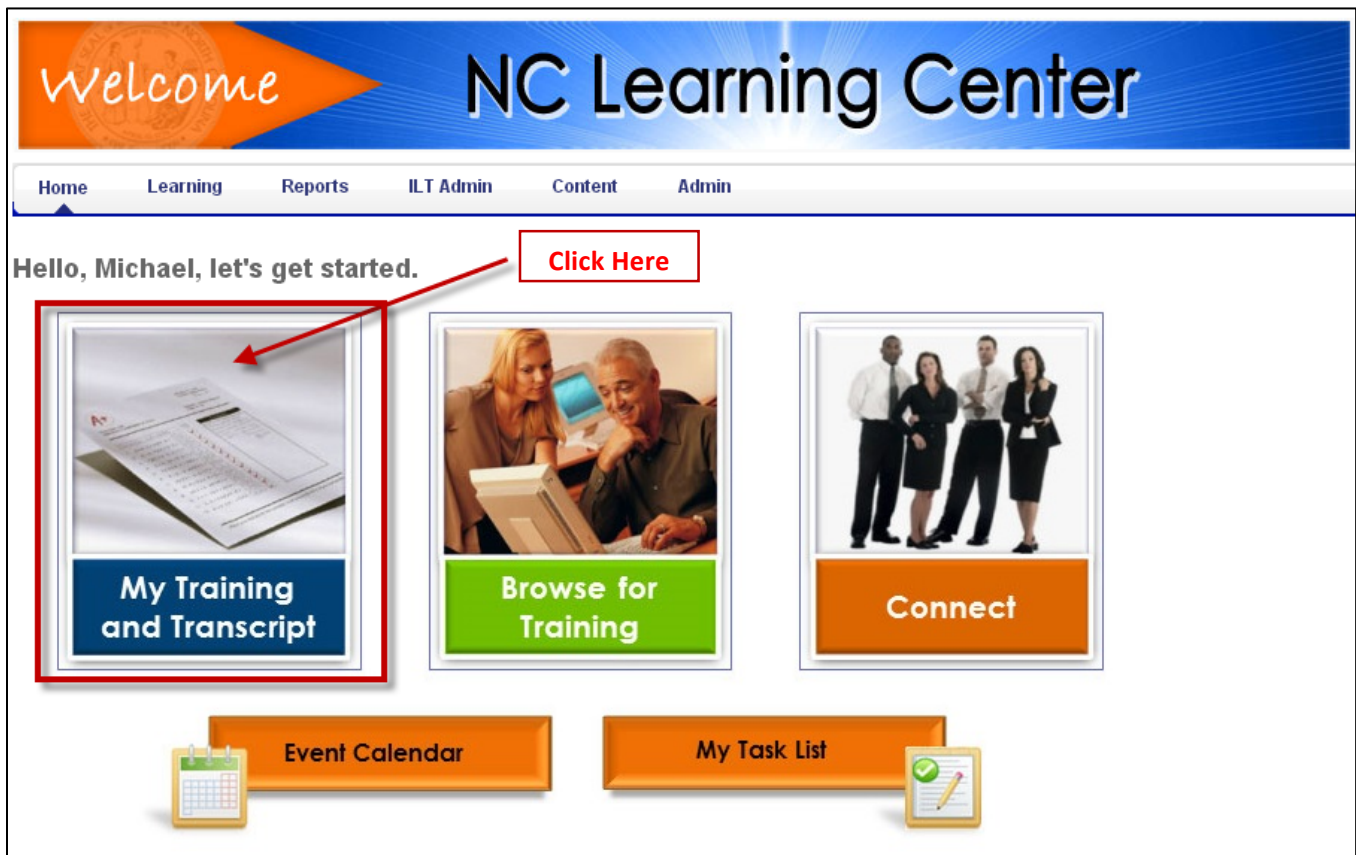 Welcome
NC Learning Center
Home Learning Reports ILT Admin Content Admin
Hello, Michael, let's get started.
Click Here
A+
My Training
and Transcript
Browse for
Training
Connect
Event Calendar
My Task List